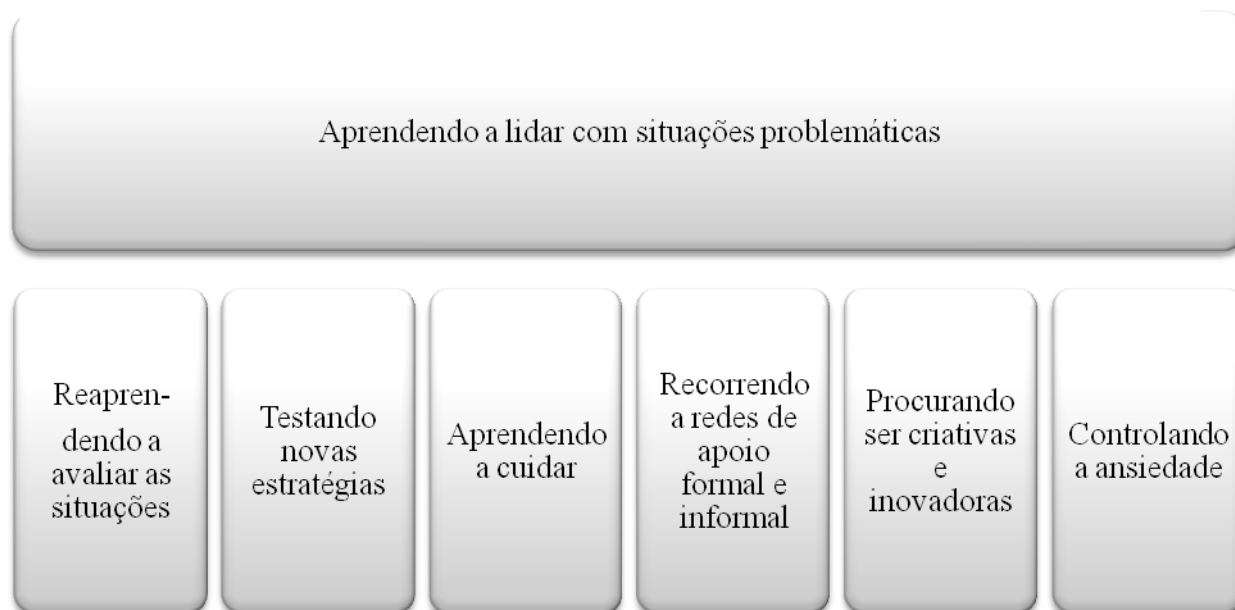 Aprendendo a lidar com situações problemáticas
Reapren-
dendo a
avaliar as
situações
Testando
novas
estratégias
Aprendendo
a cuidar
Recorrendo
a redes de
apoio
formal e
informal
Procurando
ser criativas
e
inovadoras
Controlando
a ansiedade